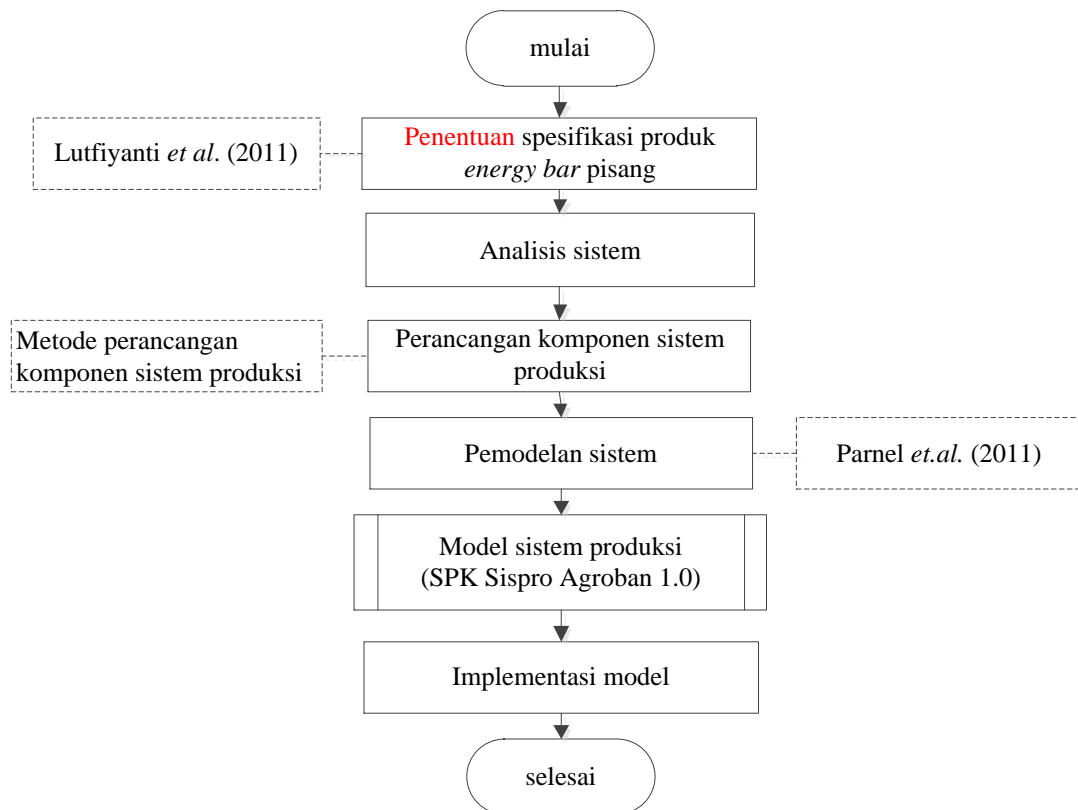 mulai
Lutfiyanti et al. (2011)
Penentuan spesifikasi produk
energy bar pisang
Analisis sistem
Metode perancangan
komponen sistem produksi
Perancangan komponen sistem
produksi
Pemodelan sistem
Parnel et.al. (2011)
Model sistem produksi
(SPK Sispro Agroban 1.0)
Implementasi model
selesai